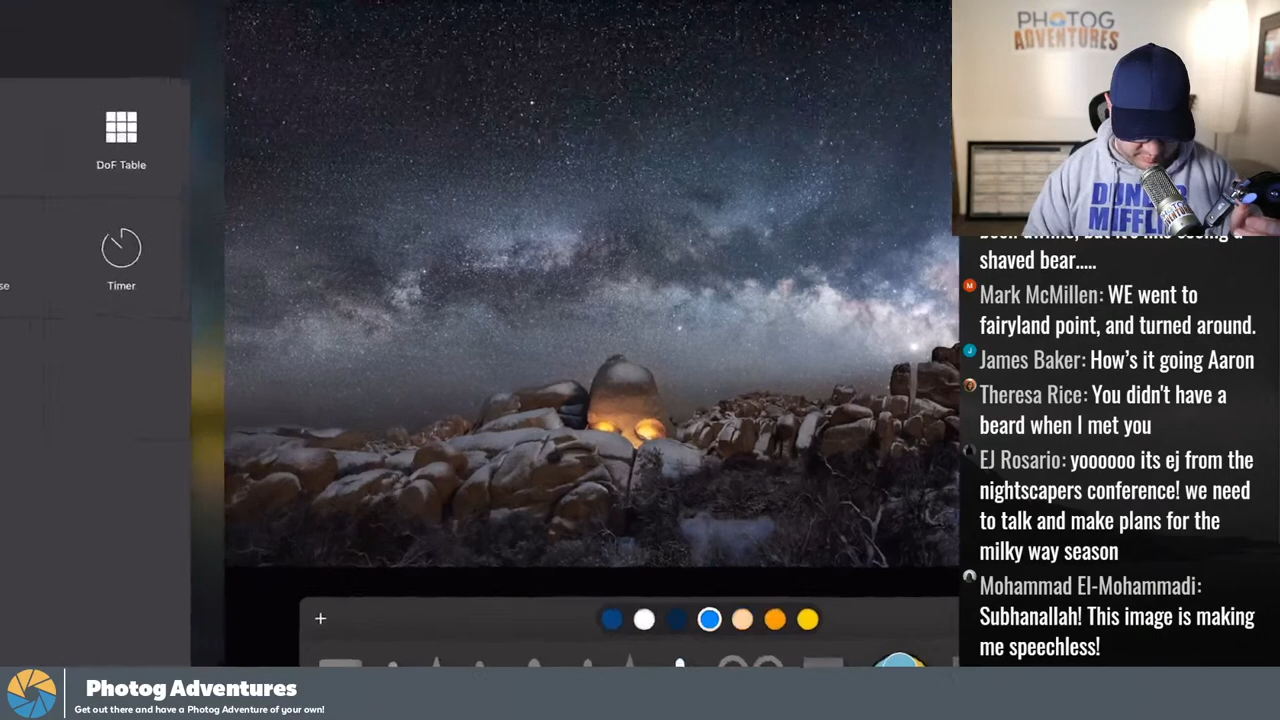 DoF Table
se
Timer
PHOTOG
ADVENTURES
MIFFL
shaved bear.....
Mark McMillen: WE went to
fairyland point, and turned around.
James Baker: How's it going Aaron
Theresa Rice: You didn't have a
beard when I met you
EJ Rosario: yoooooo its ej from the
nightscapers conference! we need
to talk and make plans for the
milky way season
Mohammad El-Mohammadi:
Subhanallah! This image is making
me speechless!
Photog Adventures
Get out there and have a Photog Adventure of your own!